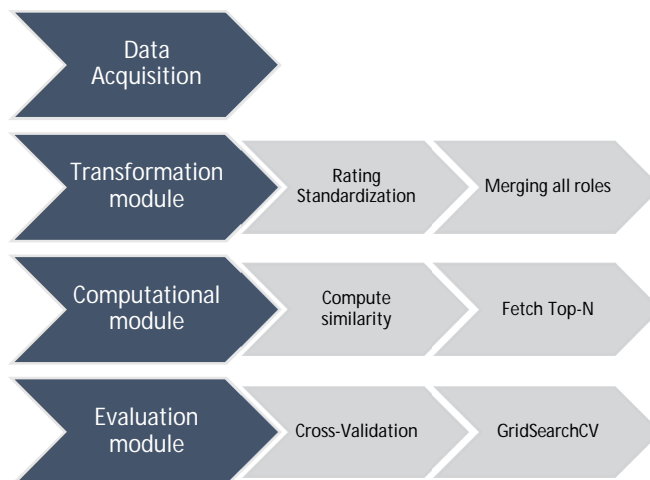 Data
Acquisition
Transformation
module
Rating
Standardization
Merging all roles
Computational
module
Compute
similarity
Fetch Top-N
Evaluation
module
Cross-Validation
GridSearchCV